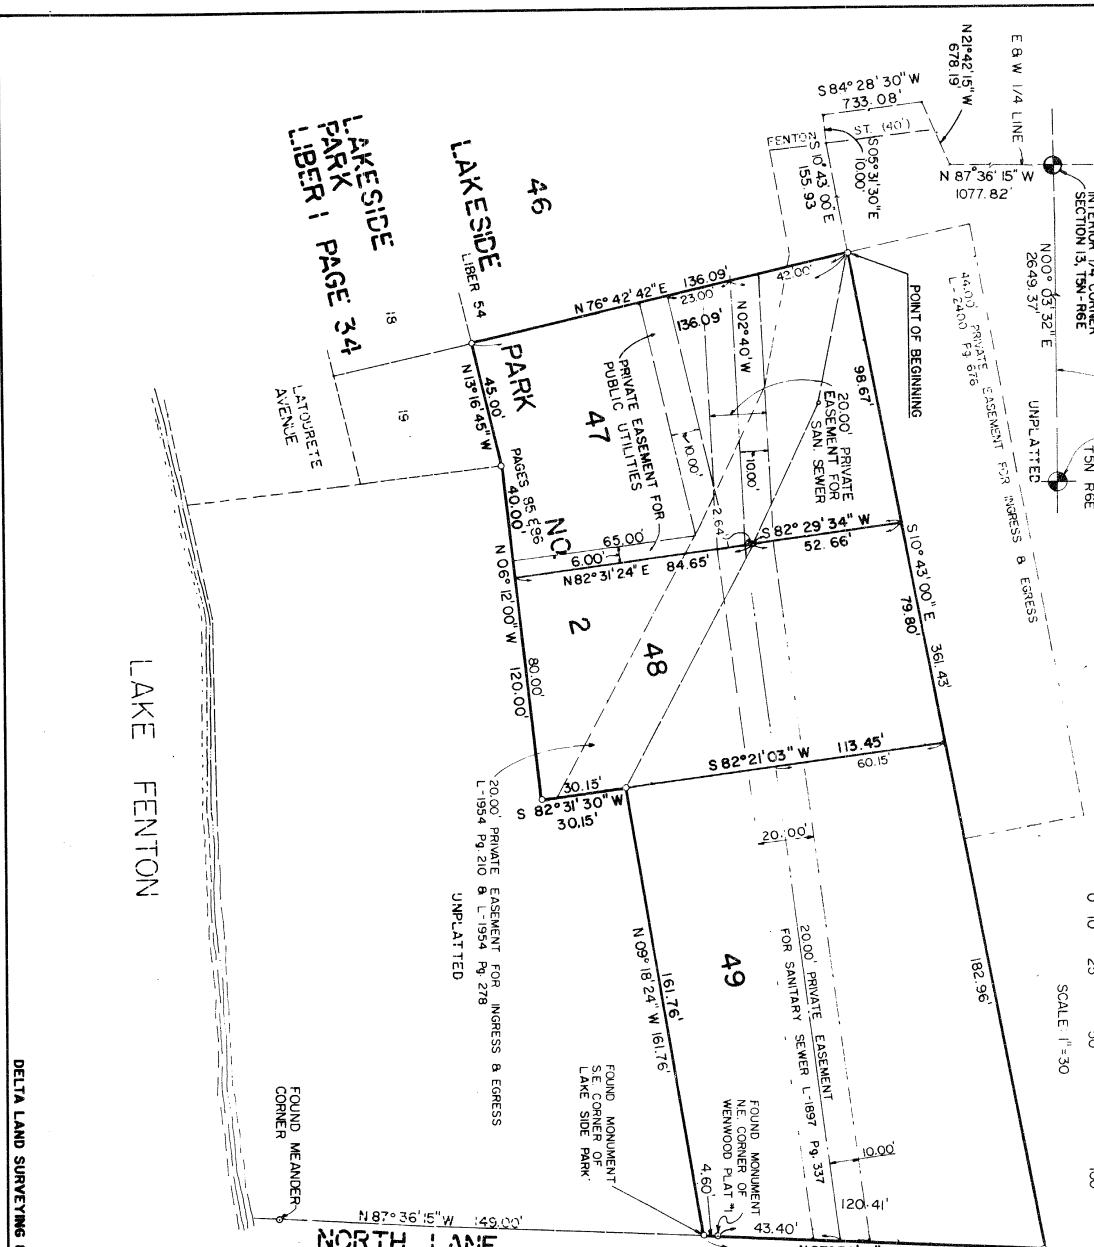 S 84° 28' 30" W
733.08'
N 21° 42' 15" W
678.19'
E & W 1/4 LINE
N 87° 36' 15" W
1077.82'
SECTION 13, T5N-R6E
N00° 03' 32" E
2649.37'
T5N R6E
UNPLATTED
FENTON
ST. (40')
S 05° 31' 30" E
10.00'
S 10° 43' 00" E
155.93
LAKESIDE
PARK
LIBER 1 PAGE 34
LAKESIDE
46
LIBER 54
18
19
LATOURETE
AVENUE
N 76° 42' 42" E
136.09'
23.00'
42.00'
136.09'
N 02° 40' W
POINT OF BEGINNING
44.00' PRIVATE EASEMENT FOR INGRESS & EGRESS
L-2400 Pg. 676
98.67'
PARK
N 13° 16' 45" W
45.00'
47
PRIVATE EASEMENT FOR
PUBLIC UTILITIES
10.00'
20.00' PRIVATE
EASEMENT FOR
SAN. SEWER
10.00'
2.64'
PAGES 95 & 96
40.00'
NO.
65.00'
6.00'
N 82° 31' 24" E
84.65'
S 82° 29' 34" W
52.66'
S 10° 43' 00" E 361.43'
79.80'
N 06° 12' 00" W 120.00'
80.00'
2
48
S 82° 21' 03" W 113.45'
60.15'
30.15'
S 82° 31' 30" W
30.15'
20.00' PRIVATE EASEMENT FOR INGRESS & EGRESS
L-1954 Pg. 210 & L-1954 Pg. 278
UNPLATTED
LAKE FENTON
20.00'
N 09° 18' 24" W 161.76'
161.76'
49
20.00' PRIVATE EASEMENT
FOR SANITARY SEWER L-1897 Pg. 337
182.96'
SCALE: 1"=30
FOUND MONUMENT
S.E. CORNER OF
LAKE SIDE PARK
FOUND MONUMENT
N.E. CORNER OF
WENWOOD PLAT #1
10.00'
120.41'
4.60'
43.40'
FOUND MEANDER
CORNER
N 87° 36' 15" W 149.00'
NORTH LANE
DELTA LAND SURVEYING